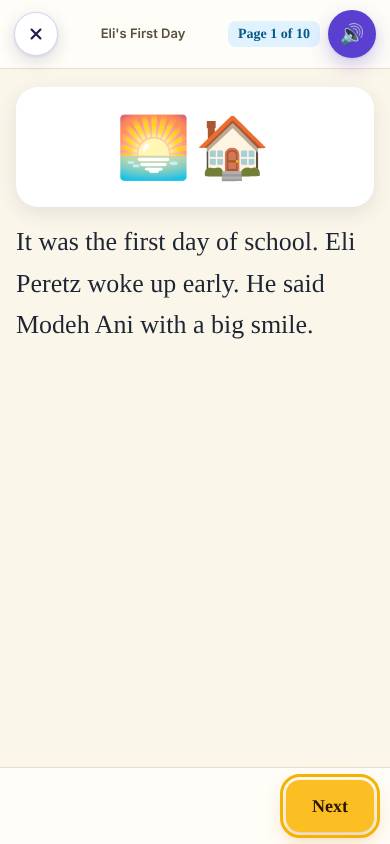 Eli's First Day
Page 1 of 10
It was the first day of school. Eli
Peretz woke up early. He said
Modeh Ani with a big smile.
Next